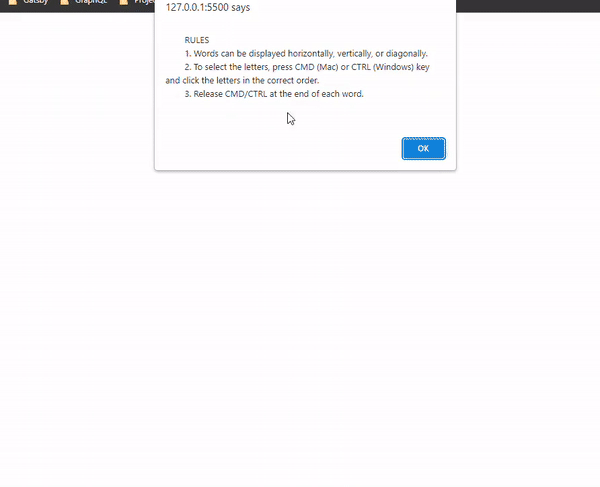 Gatsby GraphQL Projec
127.0.0.1:5500 says
RULES
1. Words can be displayed horizontally, vertically, or diagonally.
2. To select the letters, press CMD (Mac) or CTRL (Windows) key
and click the letters in the correct order.
3. Release CMD/CTRL at the end of each word.
OK